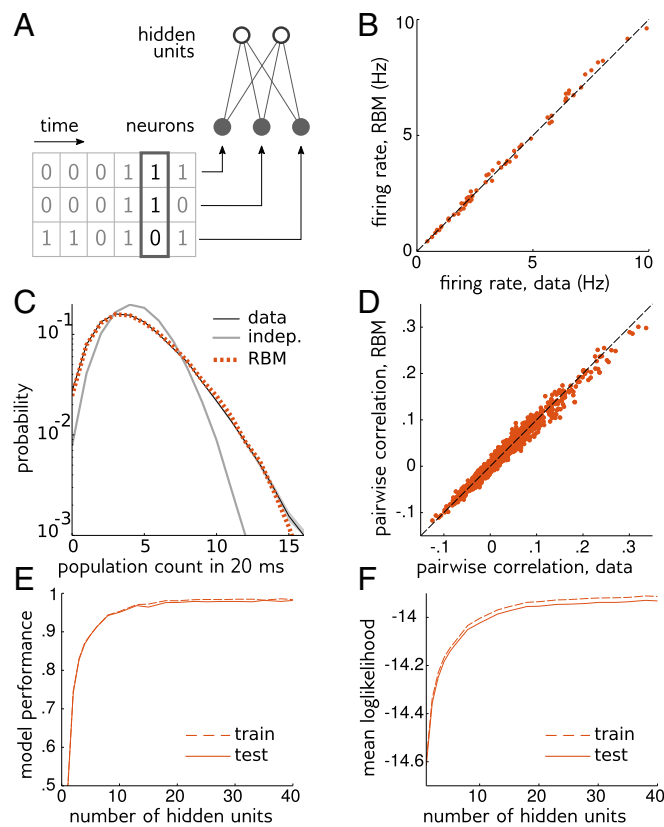 A
hidden
units
time
neurons
0 0 0 1 1 1
0 0 0 1 1 0
1 1 0 1 0 1
B
10
5
0
0 5 10
firing rate, RBM (Hz)
firing rate, data (Hz)
C
10-1
10-2
10-3
0 5 10 15
probability
population count in 20 ms
data
indep.
RBM
D
.3
.2
.1
0
-.1
-.1 0 0.1 0.2 0.3
pairwise correlation, RBM
pairwise correlation, data
E
1
.9
.8
.7
.6
.5
0 10 20 30 40
model performance
number of hidden units
train
test
F
-14
-14.2
-14.4
-14.6
10 20 30 40
mean loglikelihood
number of hidden units
train
test